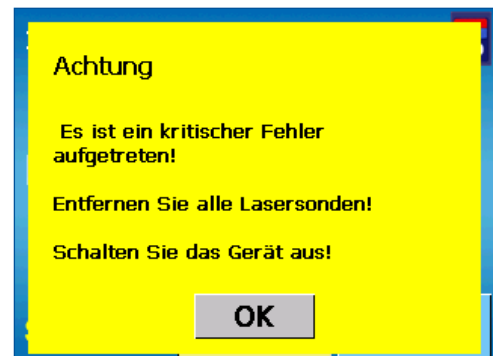 Achtung
Es ist ein kritischer Fehler
aufgetreten!
Entfernen Sie alle Lasersonden!
Schalten Sie das Gerät aus!
OK